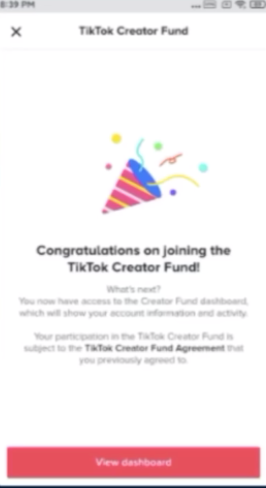 8:39 PM
TikTok Creator Fund
Congratulations on joining the
TikTok Creator Fund!
What's next?
You now have access to the Creator Fund dashboard,
which will show your account information and activity.
Your participation in the TikTok Creator Fund is
subject to the TikTok Creator Fund Agreement that
you previously agreed to.
View dashboard